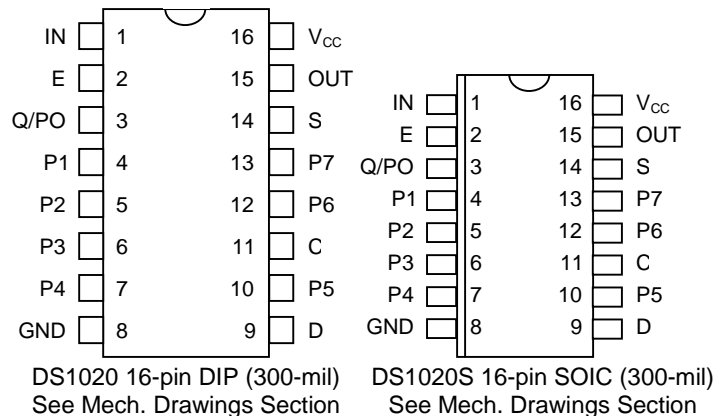 IN 1 16 VCC
E 2 15 OUT
Q/PO 3 14 S
P1 4 13 P7
P2 5 12 P6
P3 6 11 C
P4 7 10 P5
GND 8 9 D
DS1020 16-pin DIP (300-mil)
See Mech. Drawings Section
IN 1 16 VCC
E 2 15 OUT
Q/PO 3 14 S
P1 4 13 P7
P2 5 12 P6
P3 6 11 C
P4 7 10 P5
GND 8 9 D
DS1020S 16-pin SOIC (300-mil)
See Mech. Drawings Section